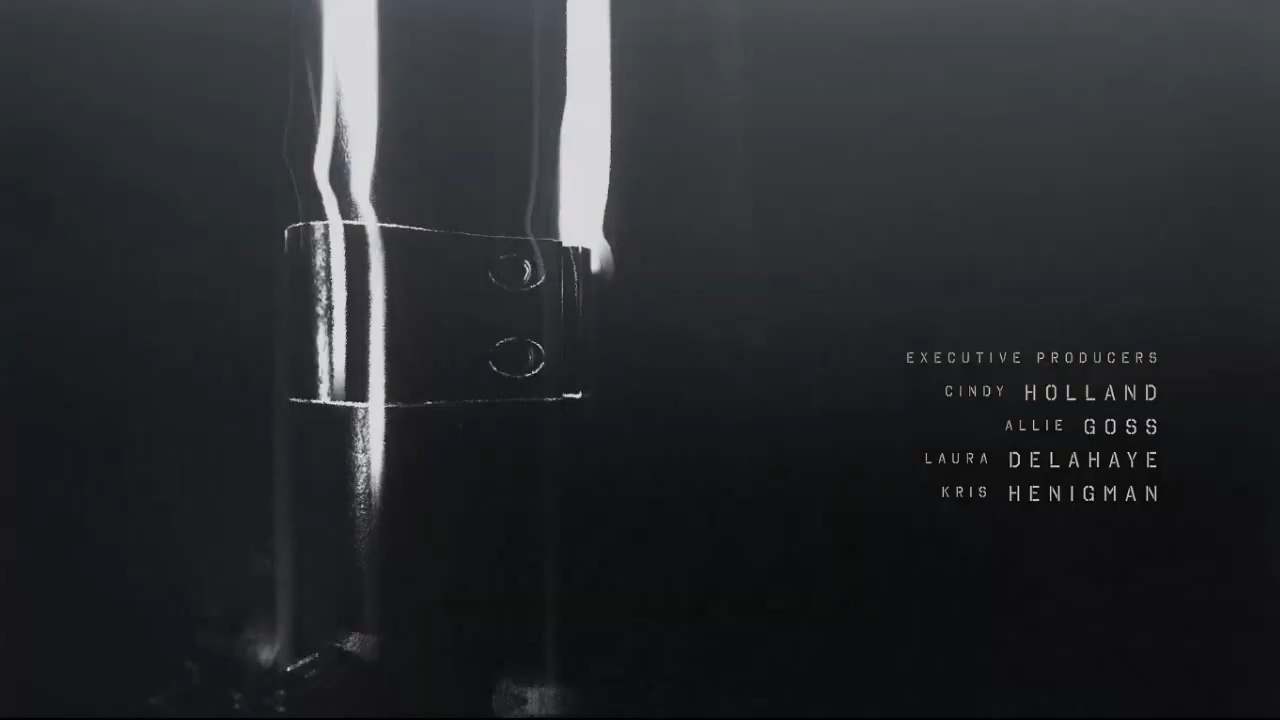 EXECUTIVE PRODUCERS
CINDY HOLLAND
ALLIE GOSS
LAURA DELAHAYE
KRIS HENIGMAN